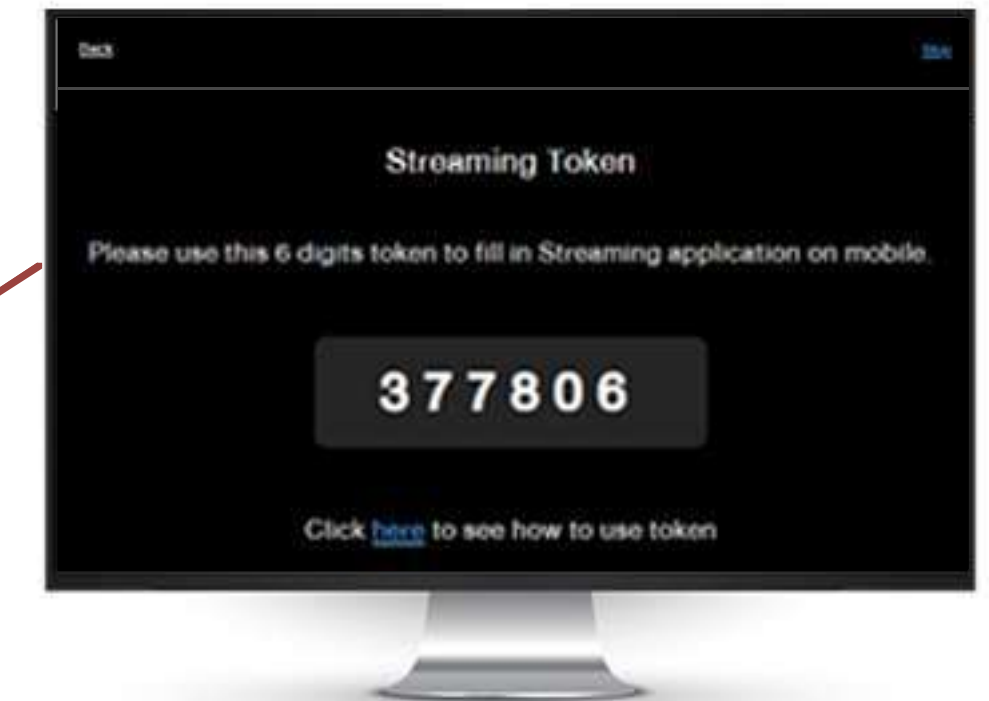 Back
Streaming Token
Please use this 6 digits token to fill in Streaming application on mobile.
377806
Click here to see how to use token